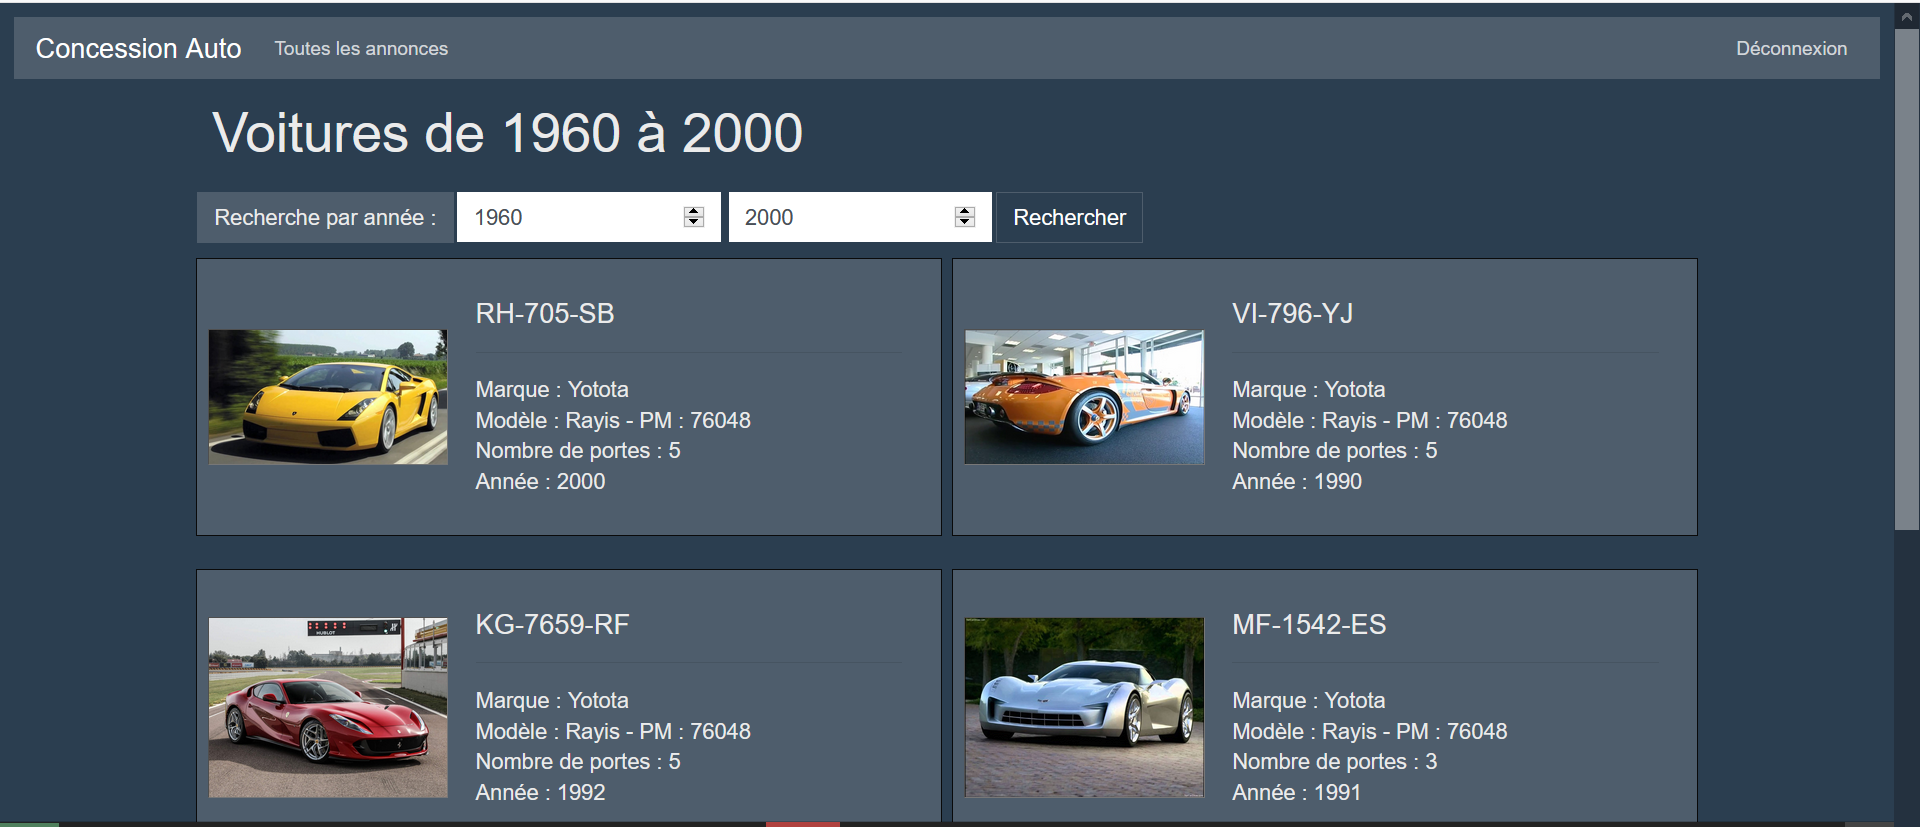 Concession Auto
Toutes les annonces
Déconnexion
Voitures de 1960 à 2000
Recherche par année :
1960
2000
Rechercher
RH-705-SB
Marque : Yotota
Modèle : Rayis - PM : 76048
Nombre de portes : 5
Année : 2000
VI-796-YJ
Marque : Yotota
Modèle : Rayis - PM : 76048
Nombre de portes : 5
Année : 1990
HUBLOT
KG-7659-RF
Marque : Yotota
Modèle : Rayis - PM : 76048
Nombre de portes : 5
Année : 1992
MF-1542-ES
Marque : Yotota
Modèle : Rayis - PM : 76048
Nombre de portes : 3
Année : 1991